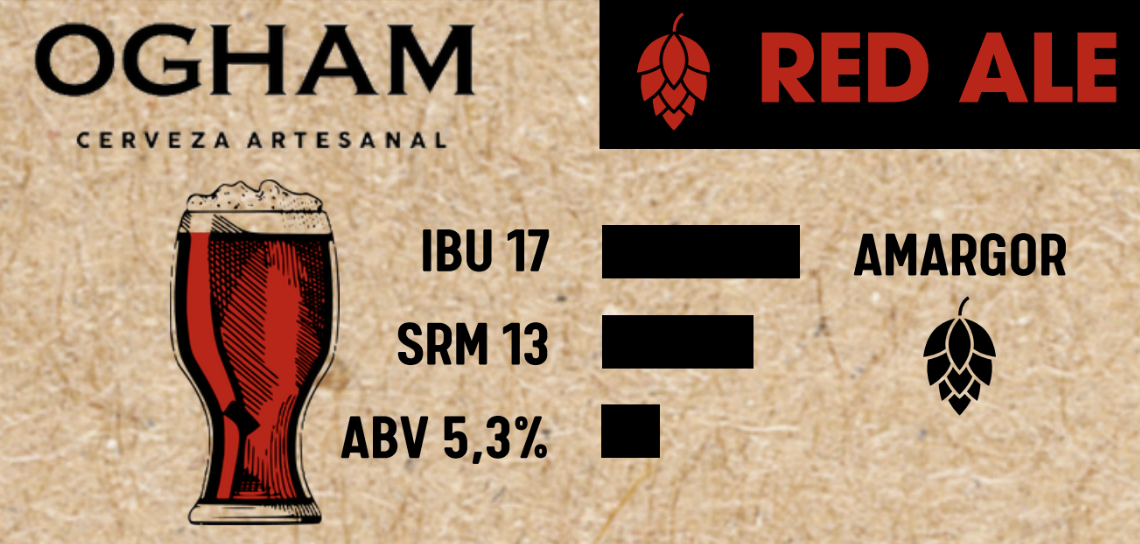 OGHAM
CERVEZA ARTESANAL
RED ALE
IBU 17
AMARGOR
SRM 13
ABV 5,3%